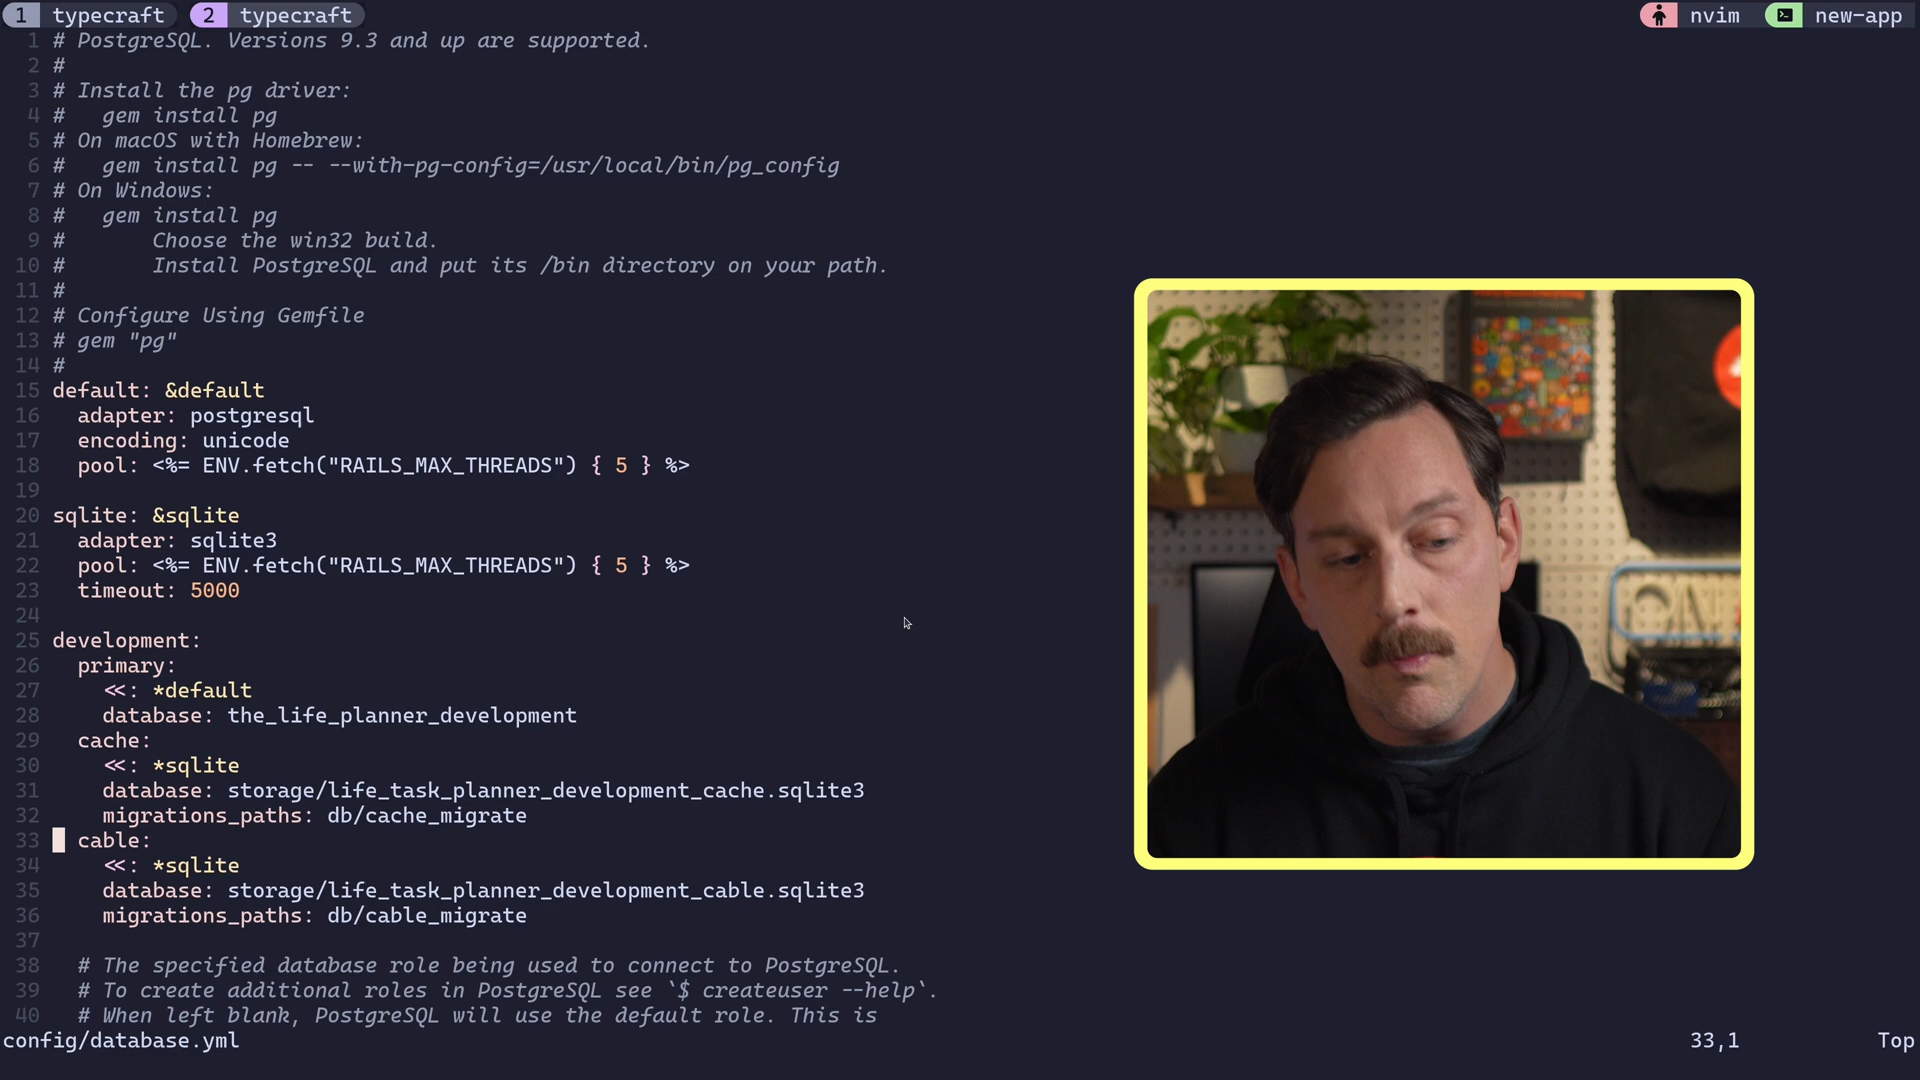 1 typecraft 2 typecraft nvim new-app
1 # PostgreSQL. Versions 9.3 and up are supported.
2 #
3 # Install the pg driver:
4 #   gem install pg
5 # On macOS with Homebrew:
6 #   gem install pg -- --with-pg-config=/usr/local/bin/pg_config
7 # On Windows:
8 #   gem install pg
9 #       Choose the win32 build.
10 #       Install PostgreSQL and put its /bin directory on your path.
11 #
12 # Configure Using Gemfile
13 # gem "pg"
14 #
15 default: &default
16   adapter: postgresql
17   encoding: unicode
18   pool: <%= ENV.fetch("RAILS_MAX_THREADS") { 5 } %>
19
20 sqlite: &sqlite
21   adapter: sqlite3
22   pool: <%= ENV.fetch("RAILS_MAX_THREADS") { 5 } %>
23   timeout: 5000
24
25 development:
26   primary:
27     <<: *default
28     database: the_life_planner_development
29   cache:
30     <<: *sqlite
31     database: storage/life_task_planner_development_cache.sqlite3
32     migrations_paths: db/cache_migrate
33   cable:
34     <<: *sqlite
35     database: storage/life_task_planner_development_cable.sqlite3
36     migrations_paths: db/cable_migrate
37
38   # The specified database role being used to connect to PostgreSQL.
39   # To create additional roles in PostgreSQL see `$ createuser --help`.
40   # When left blank, PostgreSQL will use the default role. This is
config/database.yml 33,1 Top